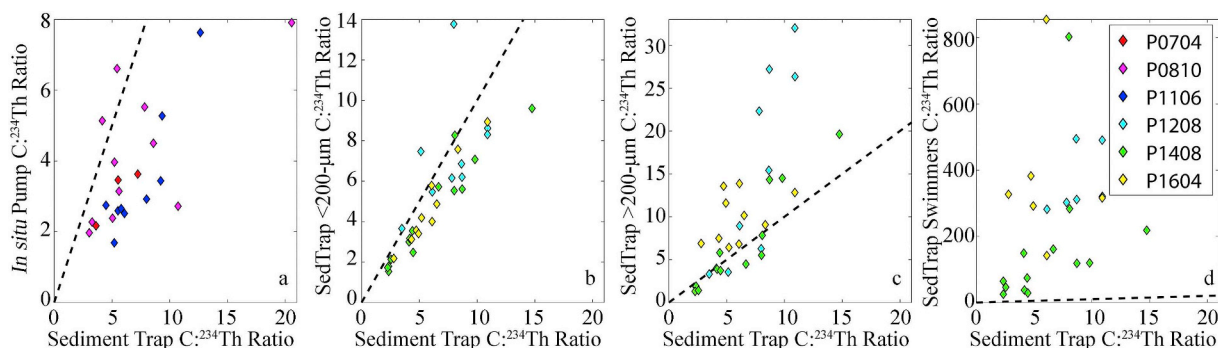 In situ Pump C:²³⁴Th Ratio
8
6
4
2
0
0 5 10 15 20
Sediment Trap C:²³⁴Th Ratio
a
SedTrap <200-μm C:²³⁴Th Ratio
14
12
10
8
6
4
2
0
0 5 10 15 20
Sediment Trap C:²³⁴Th Ratio
b
SedTrap >200-μm C:²³⁴Th Ratio
30
25
20
15
10
5
0
0 5 10 15 20
Sediment Trap C:²³⁴Th Ratio
c
SedTrap Swimmers C:²³⁴Th Ratio
800
600
400
200
0
0 5 10 15 20
Sediment Trap C:²³⁴Th Ratio
d
P0704
P0810
P1106
P1208
P1408
P1604